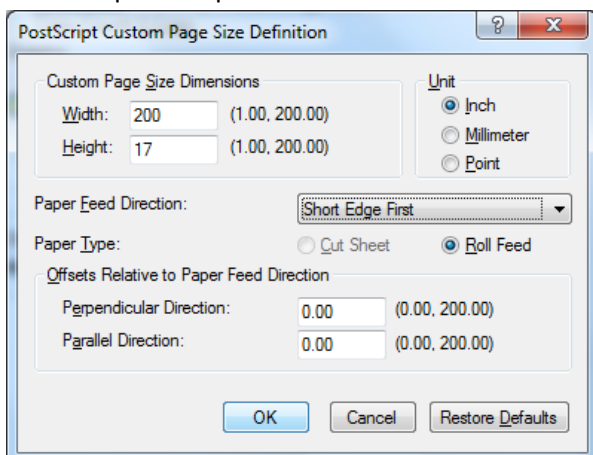 PostScript Custom Page Size Definition
Custom Page Size Dimensions
Width: 200 (1.00, 200.00)
Height: 17 (1.00, 200.00)
Unit
Inch
Millimeter
Point
Paper Feed Direction: Short Edge First
Paper Type: Cut Sheet Roll Feed
Offsets Relative to Paper Feed Direction
Perpendicular Direction: 0.00 (0.00, 200.00)
Parallel Direction: 0.00 (0.00, 200.00)
OK Cancel Restore Defaults